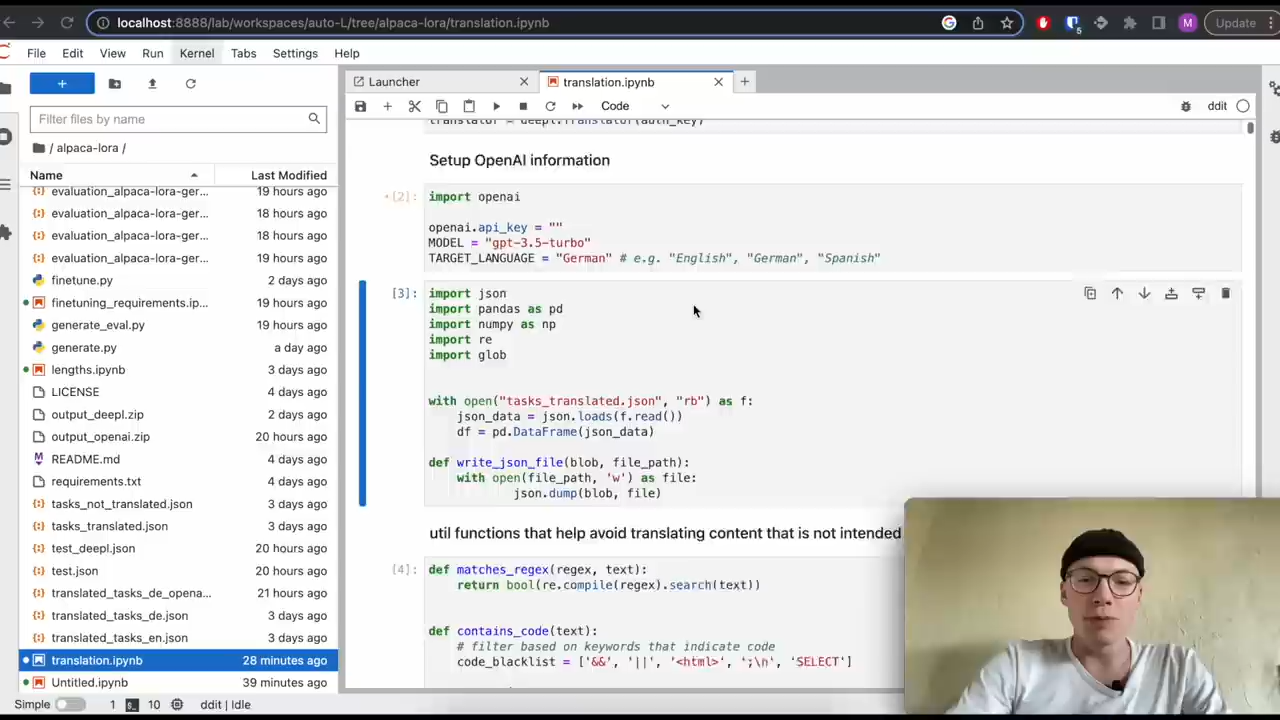 localhost:8888/lab/workspaces/auto-L/tree/alpaca-lora/translation.ipynb
5
M
Update
File Edit View Run Kernel Tabs Settings Help
Launcher
translation.ipynb
Code
ddit
Filter files by name
/ alpaca-lora /
Name Last Modified
evaluation_alpaca-lora-ger... 19 hours ago
evaluation_alpaca-lora-ger... 18 hours ago
evaluation_alpaca-lora-ger... 18 hours ago
evaluation_alpaca-lora-ger... 19 hours ago
finetune.py 2 days ago
finetuning_requirements.ip... 19 hours ago
generate_eval.py 19 hours ago
generate.py a day ago
lengths.ipynb 3 days ago
LICENSE 4 days ago
output_deepl.zip 2 days ago
output_openai.zip 20 hours ago
README.md 4 days ago
requirements.txt 4 days ago
tasks_not_translated.json 3 days ago
tasks_translated.json 3 days ago
test_deepl.json 20 hours ago
test.json 20 hours ago
translated_tasks_de_opena... 21 hours ago
translated_tasks_de.json 3 days ago
translated_tasks_en.json 3 days ago
translation.ipynb 28 minutes ago
Untitled.ipynb 39 minutes ago
Simple 1 10 ddit | Idle
translator = deepl.Translator(auth_key)
Setup OpenAI information
[2]:
import openai
openai.api_key = ""
MODEL = "gpt-3.5-turbo"
TARGET_LANGUAGE = "German" # e.g. "English", "German", "Spanish"
[3]:
import json
import pandas as pd
import numpy as np
import re
import glob
with open("tasks_translated.json", "rb") as f:
json_data = json.loads(f.read())
df = pd.DataFrame(json_data)
def write_json_file(blob, file_path):
with open(file_path, 'w') as file:
json.dump(blob, file)
util functions that help avoid translating content that is not intended
[4]:
def matches_regex(regex, text):
return bool(re.compile(regex).search(text))
def contains_code(text):
# filter based on keywords that indicate code
code_blacklist = ['&&', '||', '<html>', ';\n', 'SELECT']